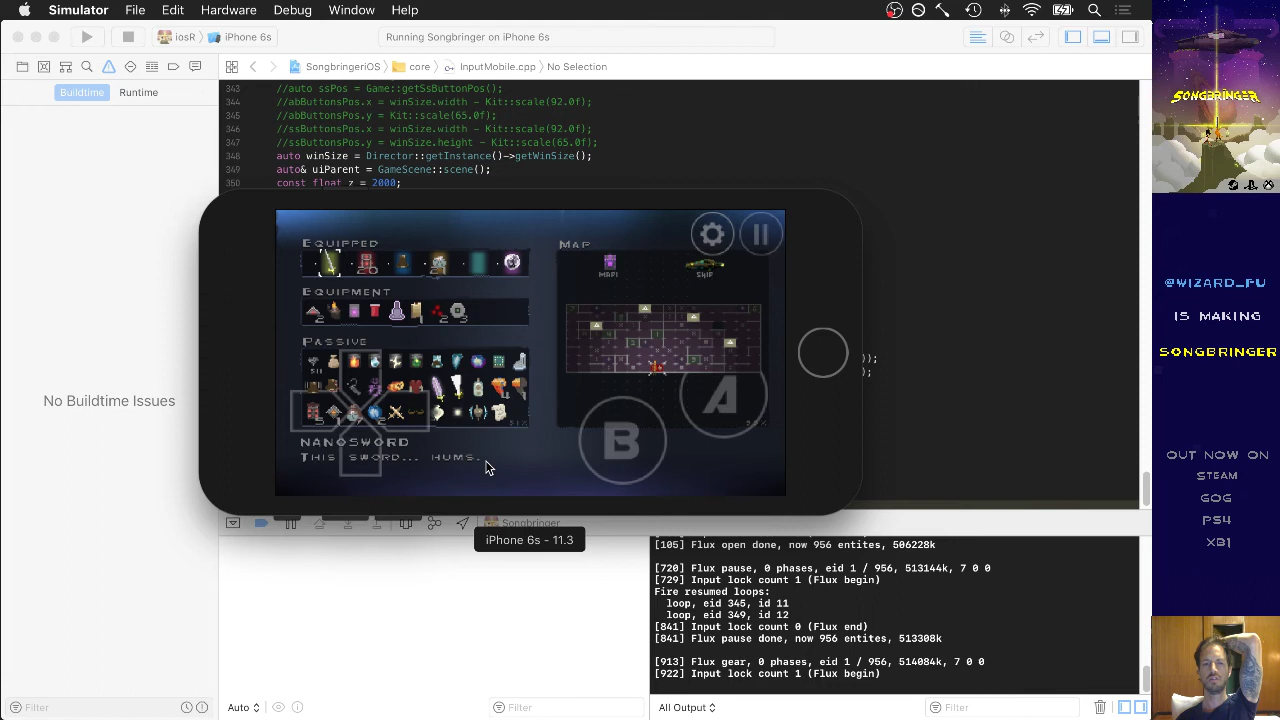 Simulator File Edit Hardware Debug Window Help
iosR iPhone 6s
Running Songbringer on iPhone 6s
SongbringeriOS core InputMobile.cpp No Selection
Buildtime Runtime
No Buildtime Issues
343 //auto ssPos = Game::getSsButtonPos();
344 //abButtonsPos.x = winSize.width - Kit::scale(92.0f);
345 //abButtonsPos.y = Kit::scale(65.0f);
346 //ssButtonsPos.x = winSize.width - Kit::scale(92.0f);
347 //ssButtonsPos.y = winSize.height - Kit::scale(65.0f);
348 auto winSize = Director::getInstance()->getWinSize();
349 auto& uiParent = GameScene::scene();
350 const float z = 2000;
));
);
Equipped
Equipment
Passive
Nanosword
This sword... hums.
Map
Map1
Ship
B
A
iPhone 6s - 11.3
Songbringer
[105] Flux open done, now 956 entites, 506228k
[720] Flux pause, 0 phases, eid 1 / 956, 513144k, 7 0 0
[729] Input lock count 1 (Flux begin)
Fire resumed loops:
loop, eid 345, id 11
loop, eid 349, id 12
[841] Input lock count 0 (Flux end)
[841] Flux pause done, now 956 entites, 513308k
[913] Flux gear, 0 phases, eid 1 / 956, 514084k, 7 0 0
[922] Input lock count 1 (Flux begin)
Filter
Auto
Filter
All Output
Filter
SONGBRINGER
@WIZARD_FU
IS MAKING
SONGBRINGER
OUT NOW ON
STEAM
GOG
PS4
XB1